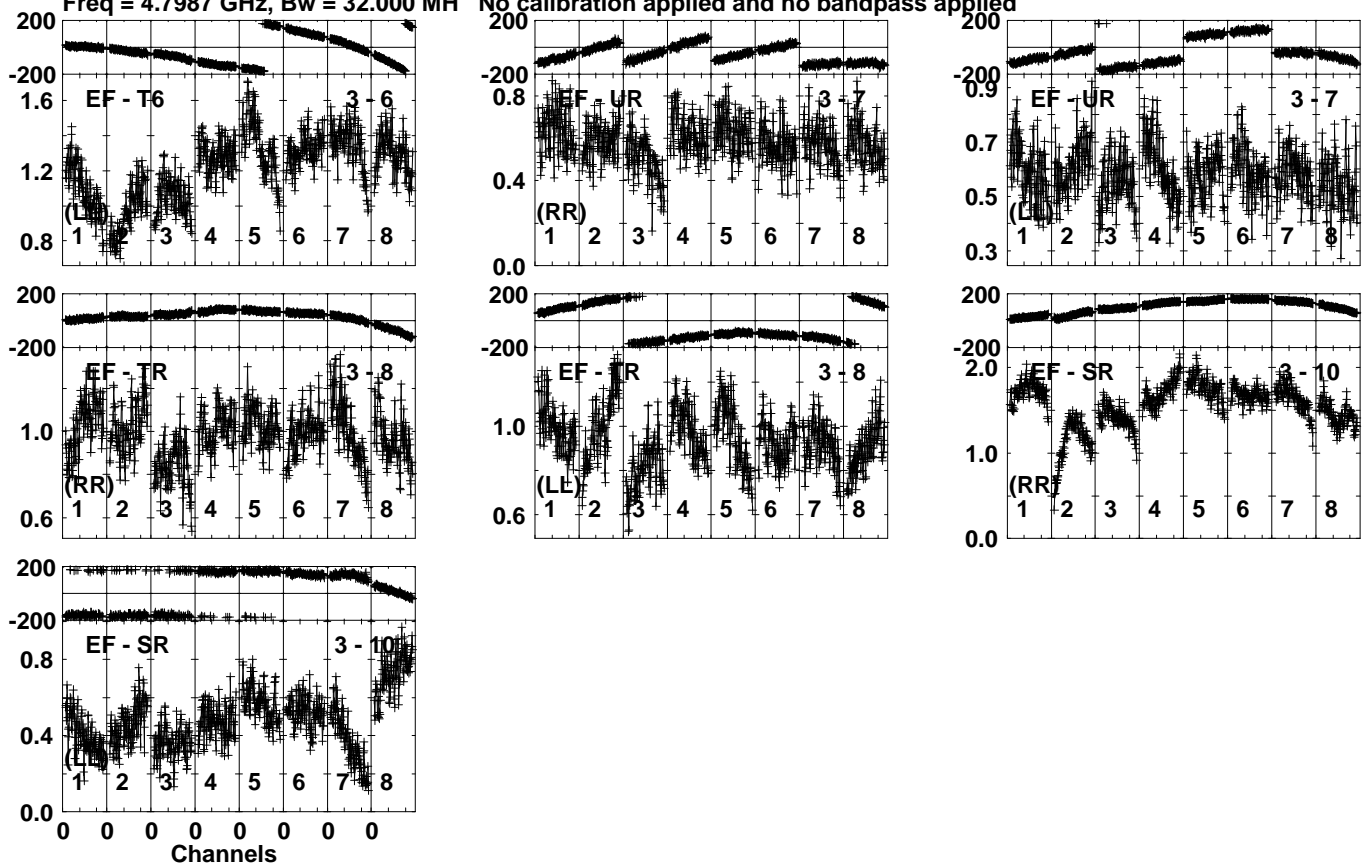 Freq = 4.7987 GHz, Bw = 32.000 MH No calibration applied and no bandpass applied
200
-200
1.6
1.2
0.8
EF - T6 3 - 6
(LL)
1 2 3 4 5 6 7 8
200
-200
0.8
0.4
0.0
EF - UR 3 - 7
(RR)
1 2 3 4 5 6 7 8
200
-200
0.9
0.7
0.5
0.3
EF - UR 3 - 7
(LL)
1 2 3 4 5 6 7 8
200
-200
1.0
0.6
EF - TR 3 - 8
(RR)
1 2 3 4 5 6 7 8
200
-200
1.0
0.6
EF - TR 3 - 8
(LL)
1 2 3 4 5 6 7 8
200
-200
2.0
1.0
0.0
EF - SR 3 - 10
(RR)
1 2 3 4 5 6 7 8
200
-200
0.8
0.4
0.0
EF - SR 3 - 10
(LL)
1 2 3 4 5 6 7 8
0 0 0 0 0 0 0 0
Channels